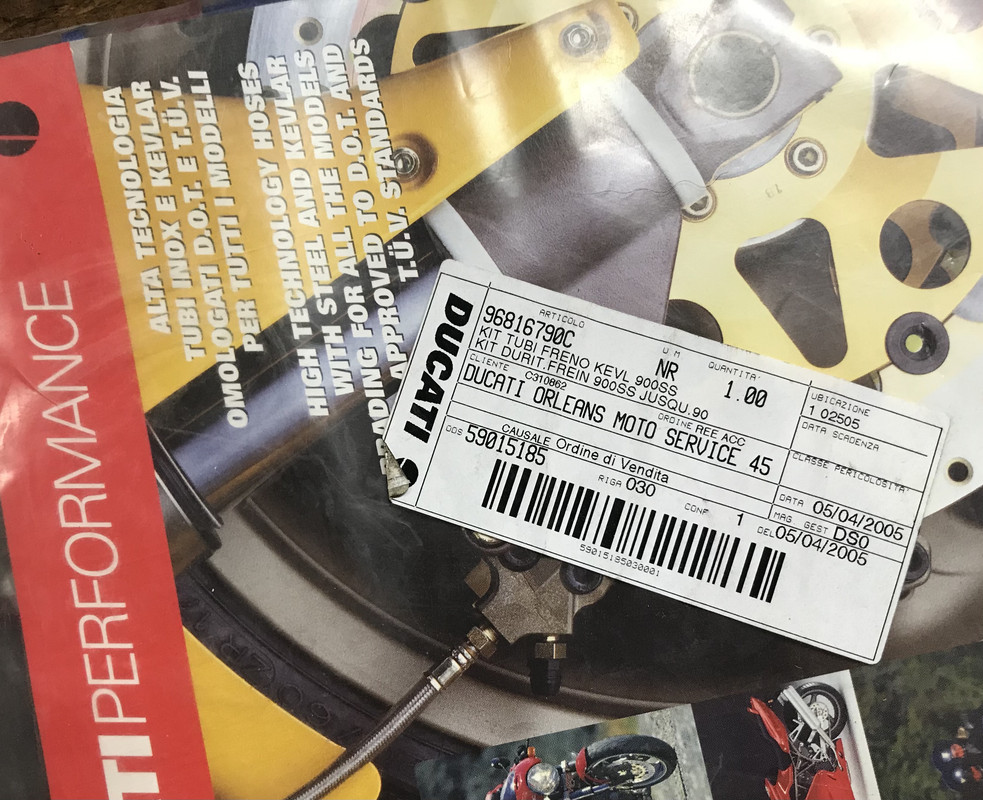 ALTA TECNOLOGIA
TUBI INOX E KEVLAR
OMOLOGATI D.O.T. E T.Ü.V.
PER TUTTI I MODELLI
HIGH TECHNOLOGY HOSES
WITH STEEL AND KEVLAR
FOR ALL THE MODELS
APPROVED TO D.O.T. AND
T.Ü.V. STANDARDS
TI PERFORMANCE
DUCATI
ARTICOLO
96816790C
U M
NR
QUANTITA'
1.00
KIT TUBI FRENO KEVL 900SS
KIT DURIT.FREIN 900SS JUSQU.90
CLIENTE C310862
ORDINE REE ACC
DUCATI ORLEANS MOTO SERVICE 45
UBICAZIONE
1 02505
DATA SCADENZA
CLASSE PERICOLOSITA'
CAUSALE Ordine di Vendita
ODS 59015185
RIGA 030
CONF. 1
DATA 05/04/2005
MAG GEST DS0
DEL 05/04/2005
59015185030001